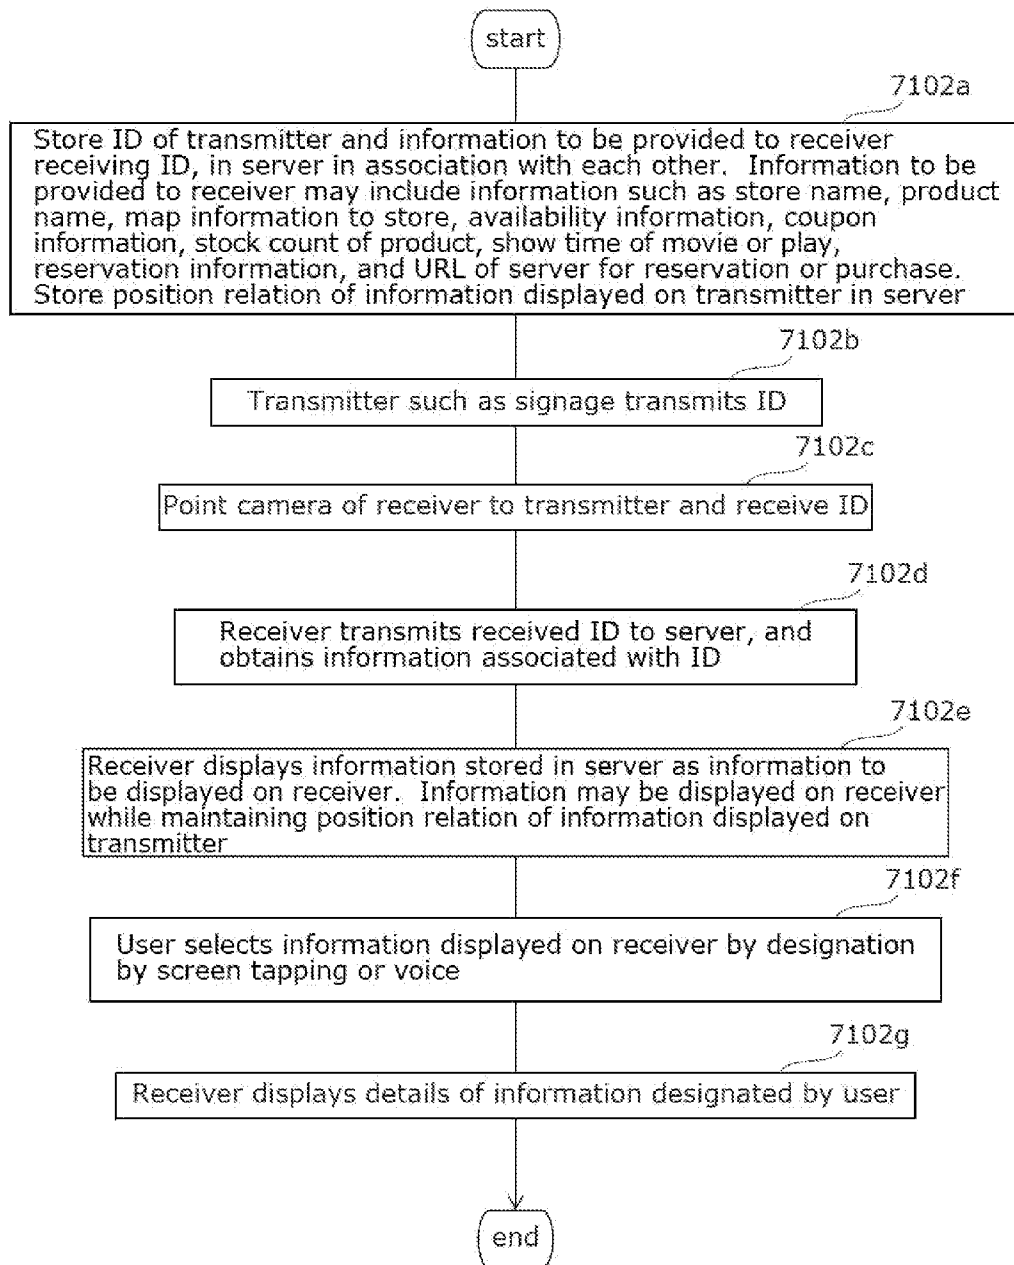 start
7102a
Store ID of transmitter and information to be provided to receiver
receiving ID, in server in association with each other.  Information to be
provided to receiver may include information such as store name, product
name, map information to store, availability information, coupon
information, stock count of product, show time of movie or play,
reservation information, and URL of server for reservation or purchase.
Store position relation of information displayed on transmitter in server
7102b
Transmitter such as signage transmits ID
7102c
Point camera of receiver to transmitter and receive ID
7102d
Receiver transmits received ID to server, and
obtains information associated with ID
7102e
Receiver displays information stored in server as information to
be displayed on receiver.  Information may be displayed on receiver
while maintaining position relation of information displayed on
transmitter
7102f
User selects information displayed on receiver by designation
by screen tapping or voice
7102g
Receiver displays details of information designated by user
end